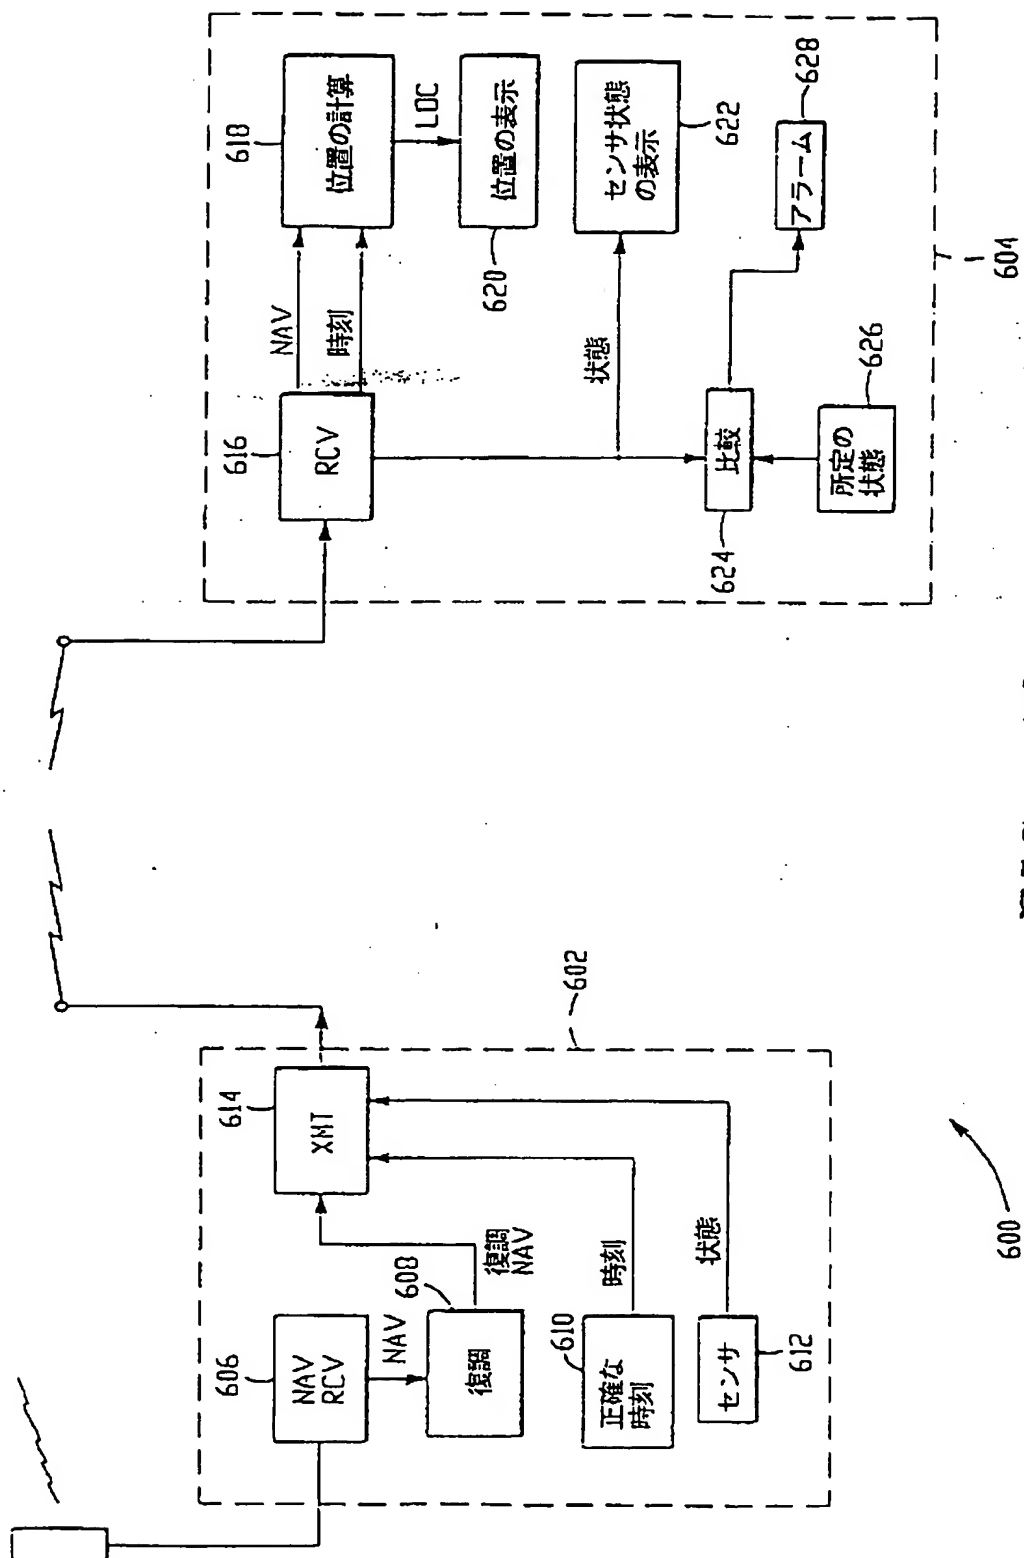 606
NAV
RCV
NAV
608
復調
復調
NAV
610
正確な
時刻
時刻
センサ
612
状態
614
XMT
602
600
616
RCV
NAV
時刻
618
位置の計算
LOC
位置の表示
620
状態
センサ状態
の表示
622
624
比較
所定の
状態
626
アラーム
628
604